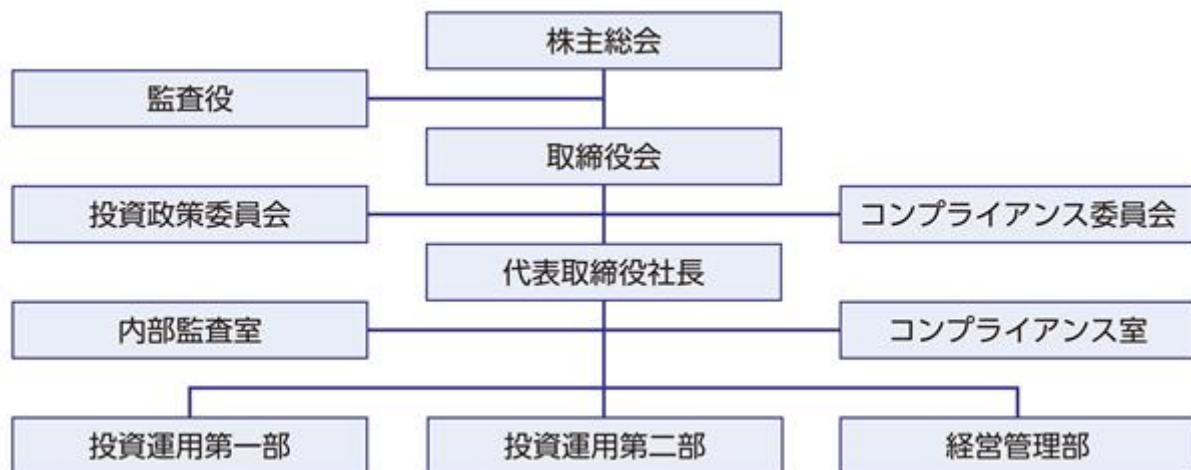 株主総会
監査役
取締役会
投資政策委員会
コンプライアンス委員会
代表取締役社長
内部監査室
コンプライアンス室
投資運用第一部
投資運用第二部
経営管理部